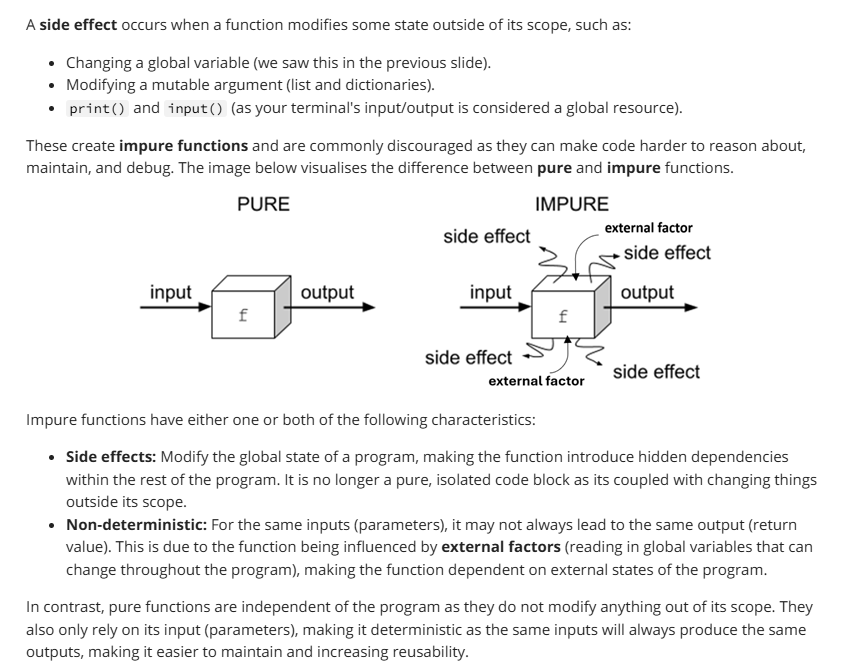 A side effect occurs when a function modifies some state outside of its scope, such as:
Changing a global variable (we saw this in the previous slide).
Modifying a mutable argument (list and dictionaries).
print() and input() (as your terminal's input/output is considered a global resource).
These create impure functions and are commonly discouraged as they can make code harder to reason about,
maintain, and debug. The image below visualises the difference between pure and impure functions.
PURE
input
f
output
IMPURE
side effect
external factor
side effect
input
f
output
side effect
external factor
side effect
Impure functions have either one or both of the following characteristics:
Side effects: Modify the global state of a program, making the function introduce hidden dependencies
within the rest of the program. It is no longer a pure, isolated code block as its coupled with changing things
outside its scope.
Non-deterministic: For the same inputs (parameters), it may not always lead to the same output (return
value). This is due to the function being influenced by external factors (reading in global variables that can
change throughout the program), making the function dependent on external states of the program.
In contrast, pure functions are independent of the program as they do not modify anything out of its scope. They
also only rely on its input (parameters), making it deterministic as the same inputs will always produce the same
outputs, making it easier to maintain and increasing reusability.